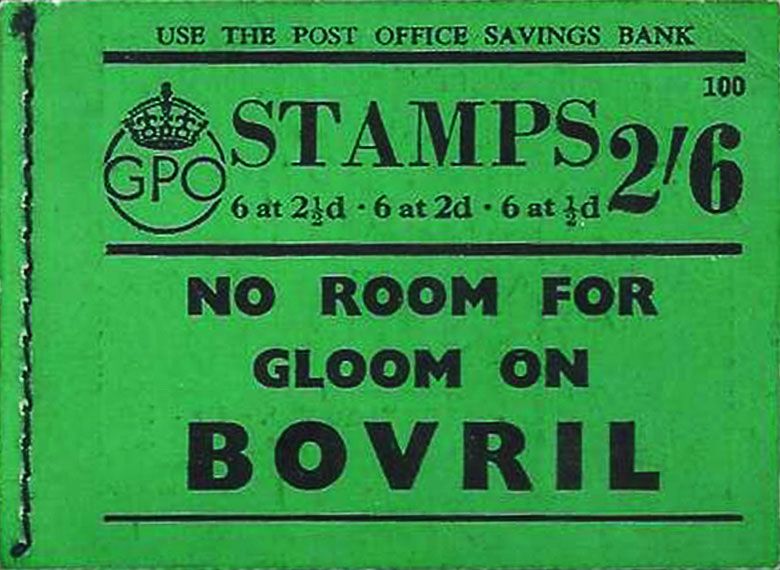 USE THE POST OFFICE SAVINGS BANK
100
GPO
STAMPS 2/6
6 at 2½d · 6 at 2d · 6 at ½d
NO ROOM FOR
GLOOM ON
BOVRIL